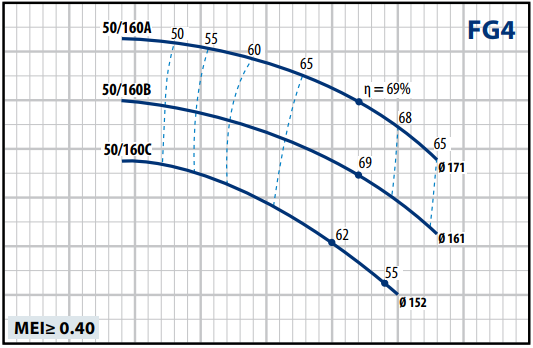 50/160A
50
55
60
65
FG4
50/160B
η = 69%
68
50/160C
65
69
Ø 171
62
Ø 161
55
Ø 152
MEI≥ 0.40